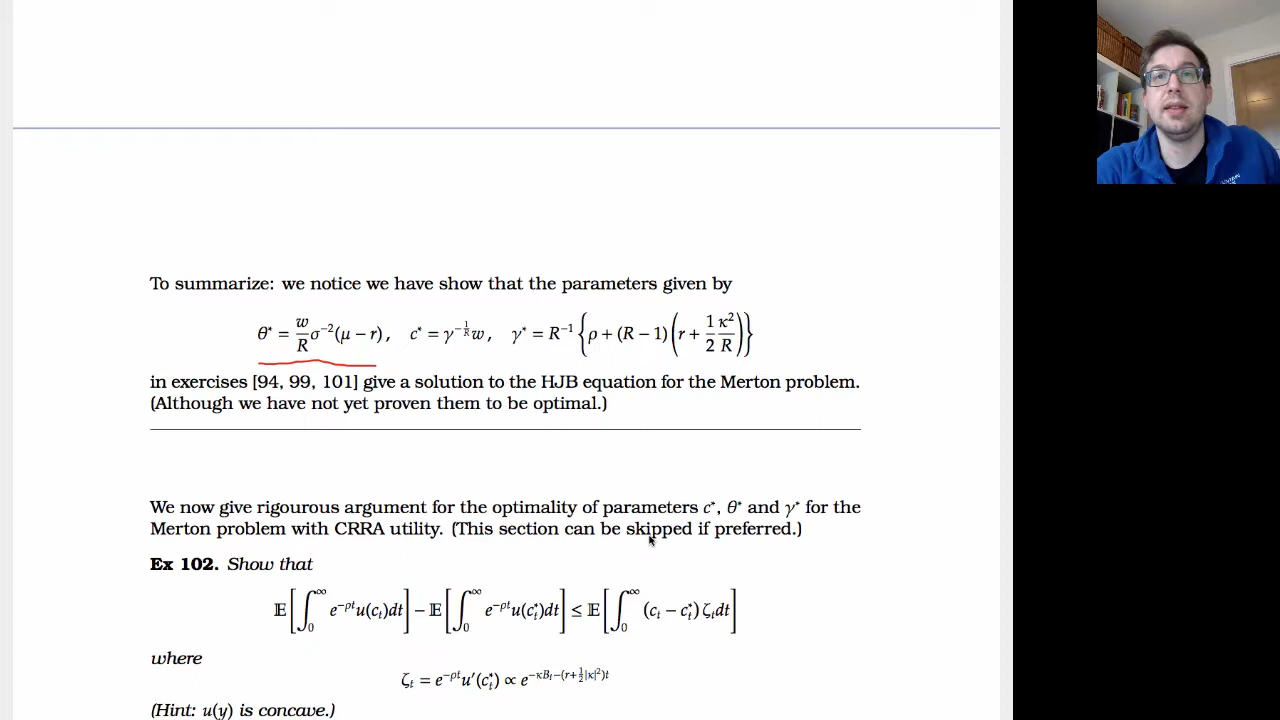 To summarize: we notice we have show that the parameters given by
θ* = w/R σ⁻²(μ − r), c* = γ^{−1/R} w, γ* = R⁻¹ {ρ + (R − 1)(r + 1/2 κ²/R)}
in exercises [94, 99, 101] give a solution to the HJB equation for the Merton problem.
(Although we have not yet proven them to be optimal.)
We now give rigourous argument for the optimality of parameters c*, θ* and γ* for the
Merton problem with CRRA utility. (This section can be skipped if preferred.)
Ex 102. Show that
𝔼[∫₀^∞ e^{−ρt} u(c_t)dt] − 𝔼[∫₀^∞ e^{−ρt} u(c_t*)dt] ≤ 𝔼[∫₀^∞ (c_t − c_t*) ζ_t dt]
where
ζ_t = e^{−ρt} u′(c_t*) ∝ e^{−κB_t−(r+½|κ|²)t}
(Hint: u(y) is concave.)